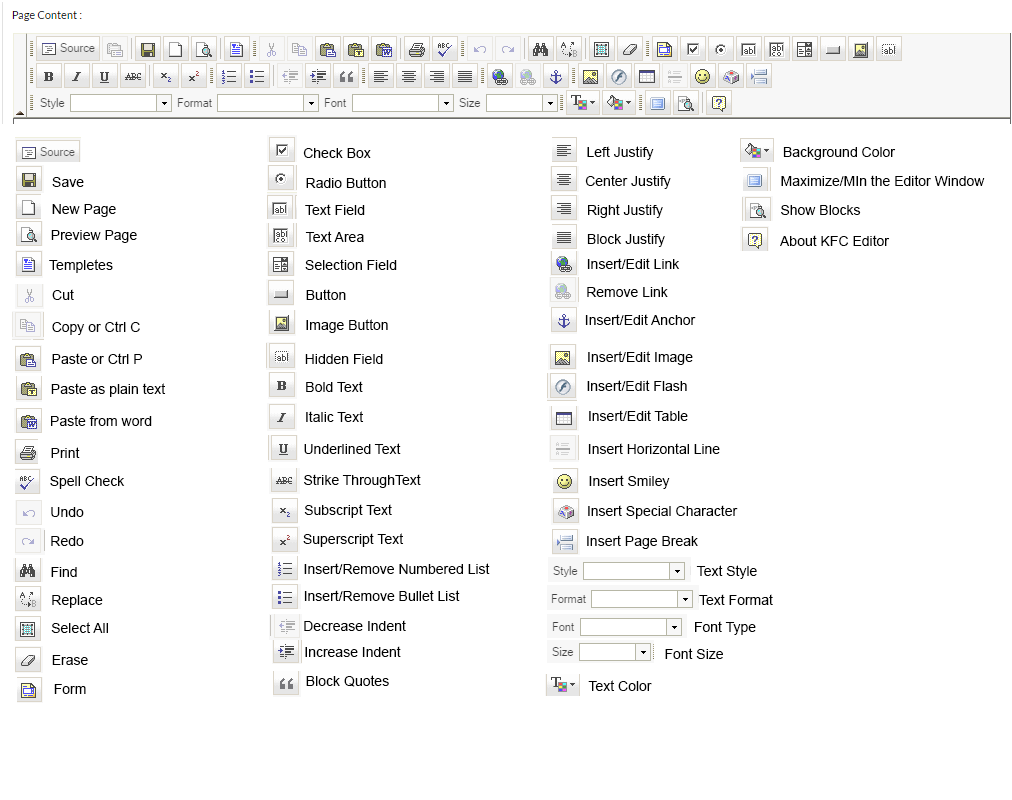 Page Content :
Source
Style Format Font Size
Source
Save
New Page
Preview Page
Templetes
Cut
Copy or Ctrl C
Paste or Ctrl P
Paste as plain text
Paste from word
Print
Spell Check
Undo
Redo
Find
Replace
Select All
Erase
Form
Check Box
Radio Button
Text Field
Text Area
Selection Field
Button
Image Button
Hidden Field
B Bold Text
I Italic Text
U Underlined Text
ABC Strike ThroughText
Subscript Text
Superscript Text
Insert/Remove Numbered List
Insert/Remove Bullet List
Decrease Indent
Increase Indent
Block Quotes
Left Justify
Center Justify
Right Justify
Block Justify
Insert/Edit Link
Remove Link
Insert/Edit Anchor
Insert/Edit Image
Insert/Edit Flash
Insert/Edit Table
Insert Horizontal Line
Insert Smiley
Insert Special Character
Insert Page Break
Style Text Style
Format Text Format
Font Font Type
Size Font Size
Text Color
Background Color
Maximize/MIn the Editor Window
Show Blocks
About KFC Editor